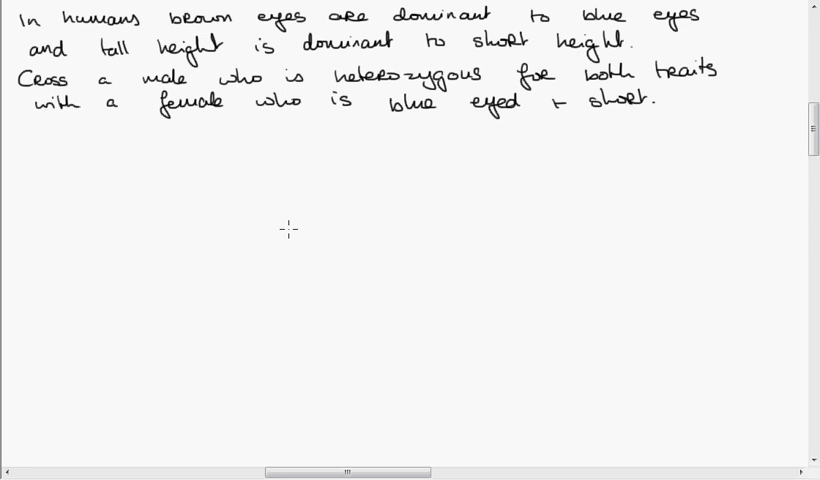 In humans brown eyes are dominant to blue eyes
and tall height is dominant to short height.
Cross a male who is heterozygous for both traits
with a female who is blue eyed + short.